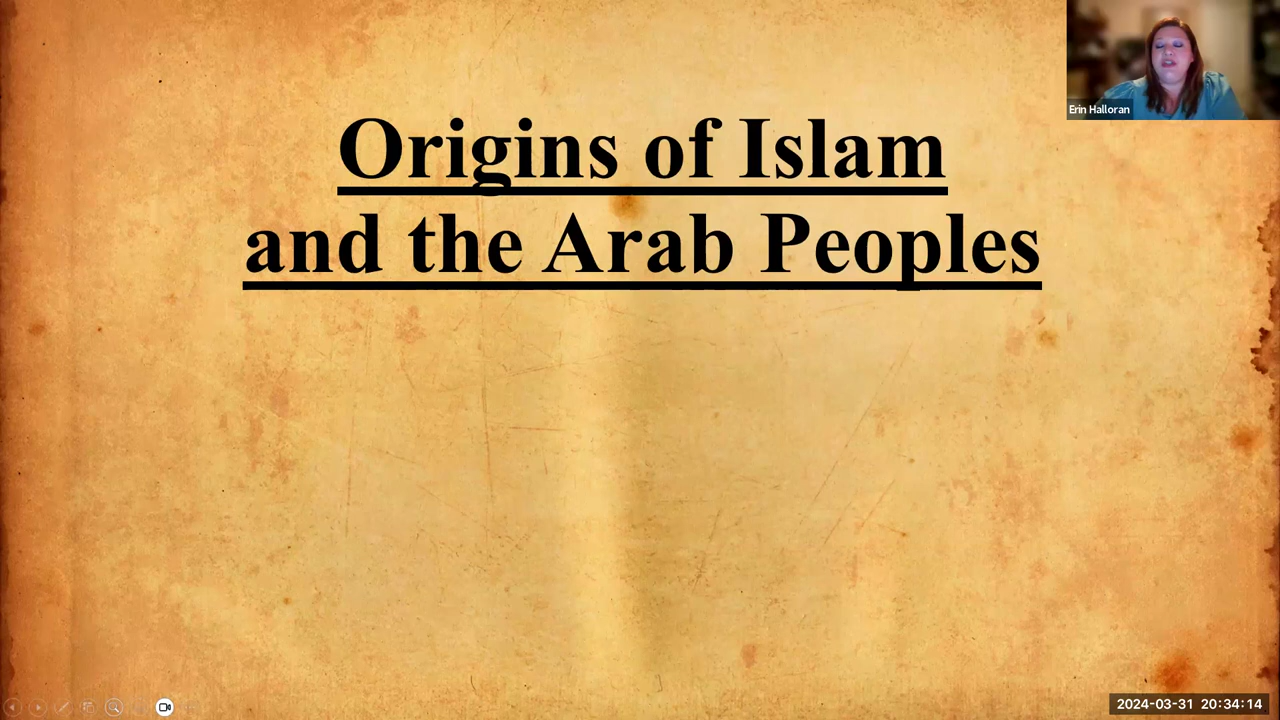 Origins of Islam
and the Arab Peoples
Erin Halloran
2024-03-31 20:34:14